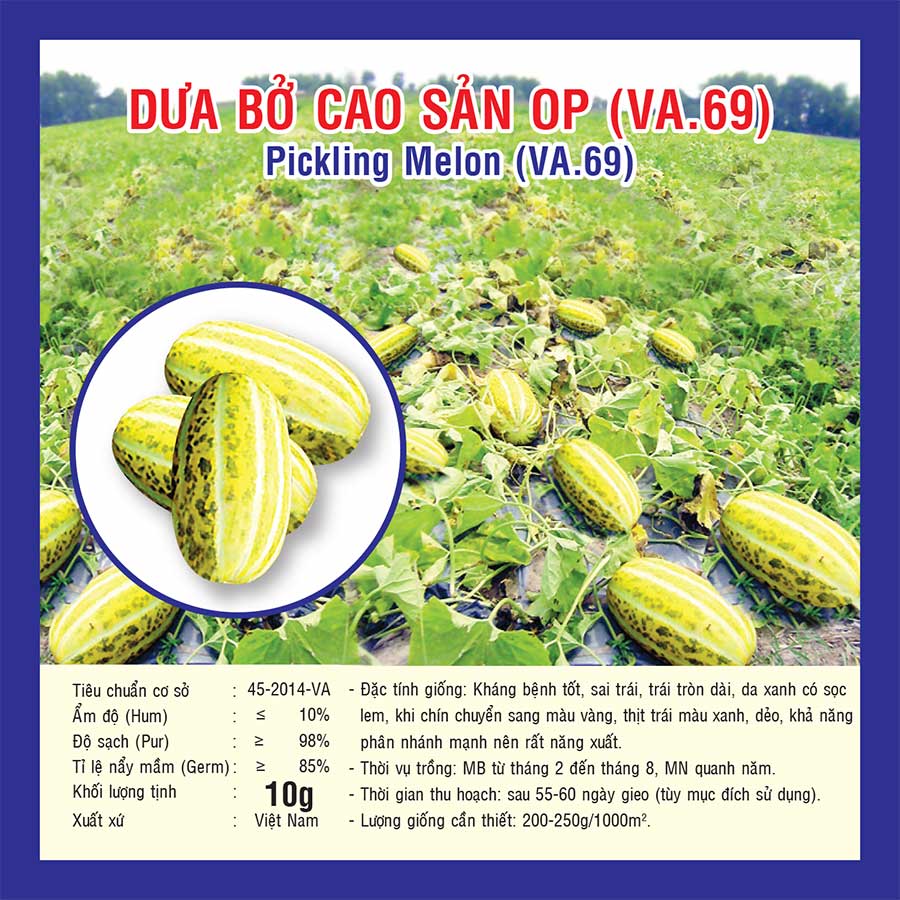 DƯA BỞ CAO SẢN OP (VA.69)
Pickling Melon (VA.69)
Tiêu chuẩn cơ sở : 45-2014-VA
Ẩm độ (Hum) : ≤ 10%
Độ sạch (Pur) : ≥ 98%
Tỉ lệ nẩy mầm (Germ) : ≥ 85%
Khối lượng tịnh : 10g
Xuất xứ : Việt Nam
- Đặc tính giống: Kháng bệnh tốt, sai trái, trái tròn dài, da xanh có sọc
lem, khi chín chuyển sang màu vàng, thịt trái màu xanh, dẻo, khả năng
phân nhánh mạnh nên rất năng xuất.
- Thời vụ trồng: MB từ tháng 2 đến tháng 8, MN quanh năm.
- Thời gian thu hoạch: sau 55-60 ngày gieo (tùy mục đích sử dụng).
- Lượng giống cần thiết: 200-250g/1000m².